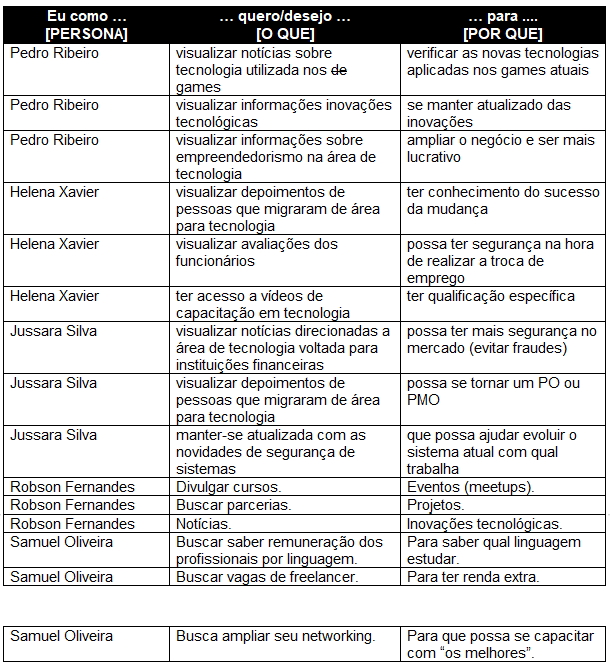 Eu como … … quero/desejo … … para ....
[PERSONA] [O QUE] [POR QUE]
Pedro Ribeiro visualizar notícias sobre verificar as novas tecnologias
tecnologia utilizada nos de aplicadas nos games atuais
games
Pedro Ribeiro visualizar informações inovações se manter atualizado das
tecnológicas inovações
Pedro Ribeiro visualizar informações sobre ampliar o negócio e ser mais
empreendedorismo na área de lucrativo
tecnologia
Helena Xavier visualizar depoimentos de ter conhecimento do sucesso
pessoas que migraram de área da mudança
para tecnologia
Helena Xavier visualizar avaliações dos possa ter segurança na hora
funcionários de realizar a troca de
emprego
Helena Xavier ter acesso a vídeos de ter qualificação específica
capacitação em tecnologia
Jussara Silva visualizar notícias direcionadas a possa ter mais segurança no
área de tecnologia voltada para mercado (evitar fraudes)
instituições financeiras
Jussara Silva visualizar depoimentos de possa se tornar um PO ou
pessoas que migraram de área PMO
para tecnologia
Jussara Silva manter-se atualizada com as que possa ajudar evoluir o
novidades de segurança de sistema atual com qual
sistemas trabalha
Robson Fernandes Divulgar cursos. Eventos (meetups).
Robson Fernandes Buscar parcerias. Projetos.
Robson Fernandes Notícias. Inovações tecnológicas.
Samuel Oliveira Buscar saber remuneração dos Para saber qual linguagem
profissionais por linguagem. estudar.
Samuel Oliveira Buscar vagas de freelancer. Para ter renda extra.
Samuel Oliveira Busca ampliar seu networking. Para que possa se capacitar
com “os melhores”.